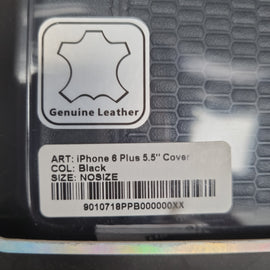 Genuine Leather
ART: iPhone 6 Plus 5.5" Cover
COL: Black
SIZE: NOSIZE
9010718PPB000000XX